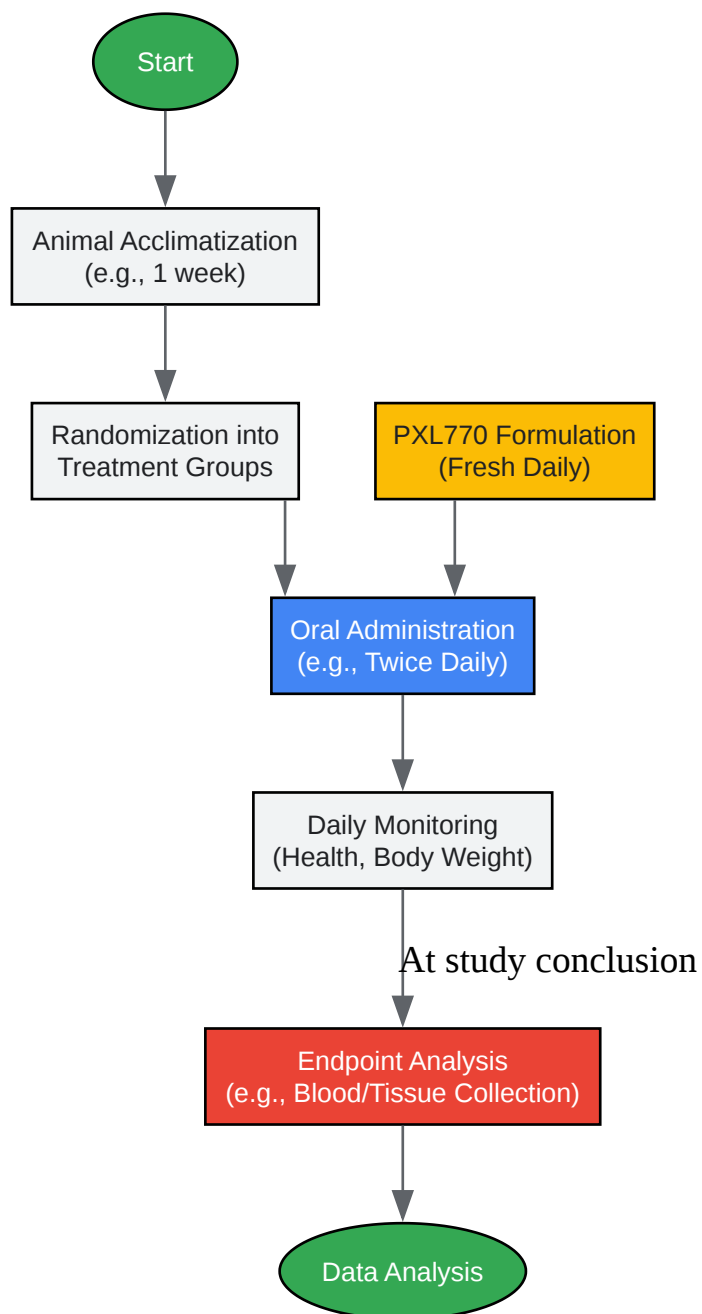 Start
Animal Acclimatization
(e.g., 1 week)
Randomization into
Treatment Groups
PXL770 Formulation
(Fresh Daily)
Oral Administration
(e.g., Twice Daily)
Daily Monitoring
(Health, Body Weight)
At study conclusion
Endpoint Analysis
(e.g., Blood/Tissue Collection)
Data Analysis